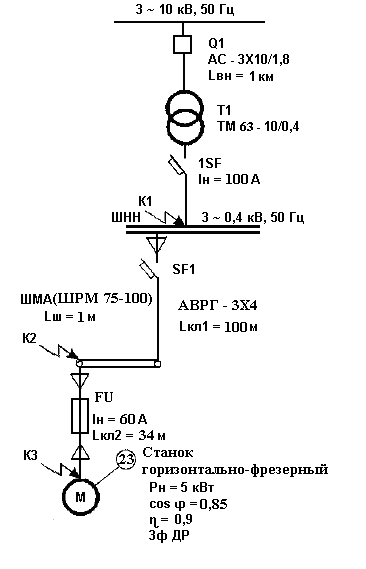 3 ~ 10 кВ, 50 Гц
Q1
АС - 3Х10/1,8
Lвн = 1 км
Т1
ТМ 63 - 10/0,4
1SF
Iн = 100 А
К1
ШНН
3 ~ 0,4 кВ, 50 Гц
SF1
ШМА(ШРМ 75-100)
Lш = 1 м
АВРГ - 3Х4
Lкл1 = 100 м
К2
FU
Iн = 60 А
Lкл2 = 34 м
К3
23 Станок
горизонтально-фрезерный
М
Рн = 5 кВт
cos φ = 0,85
η = 0,9
3ф ДР